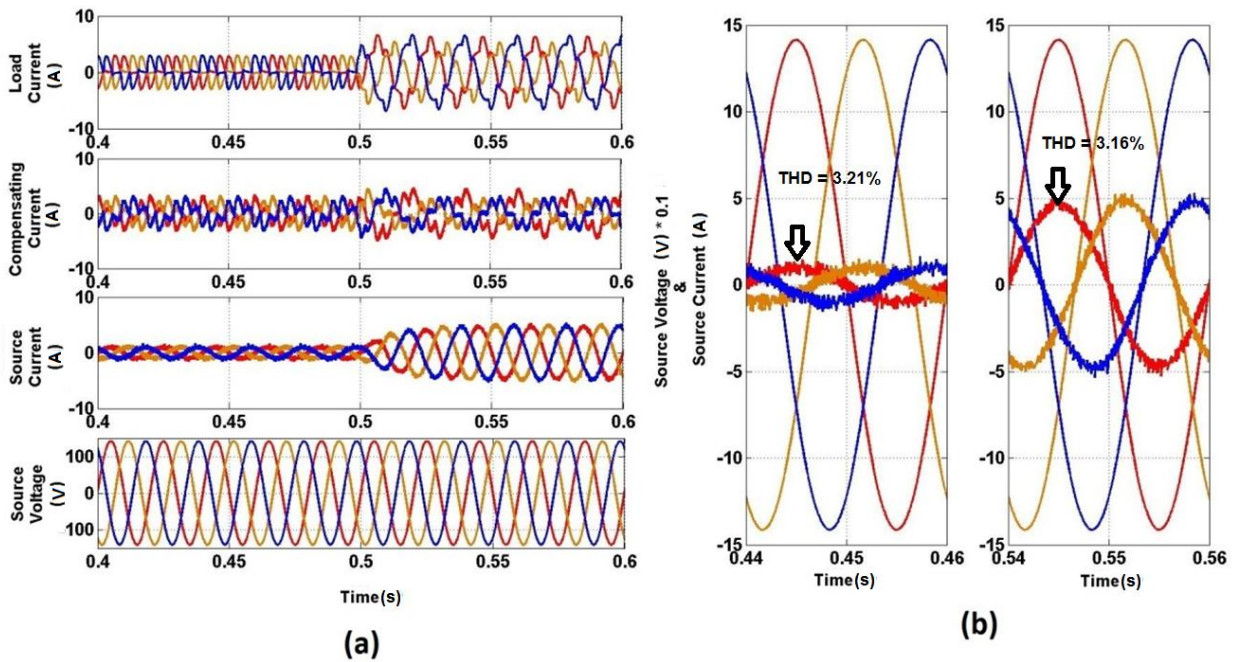 10
0
-10
Load
Current
(A)
0.4 0.45 0.5 0.55 0.6
10
0
-10
Compensating
Current
(A)
0.4 0.45 0.5 0.55 0.6
10
0
-10
Source
Current
(A)
0.4 0.45 0.5 0.55 0.6
100
0
100
Source
Voltage
(V)
0.4 0.45 0.5 0.55 0.6
Time(s)
(a)
(b)
Source Voltage (V) * 0.1
&
Source Current (A)
15
10
5
0
-5
-10
-15
THD = 3.21%
0.44 0.45 0.46
Time(s)
15
10
5
0
-5
-10
-15
THD = 3.16%
0.54 0.55 0.56
Time(s)
(b)